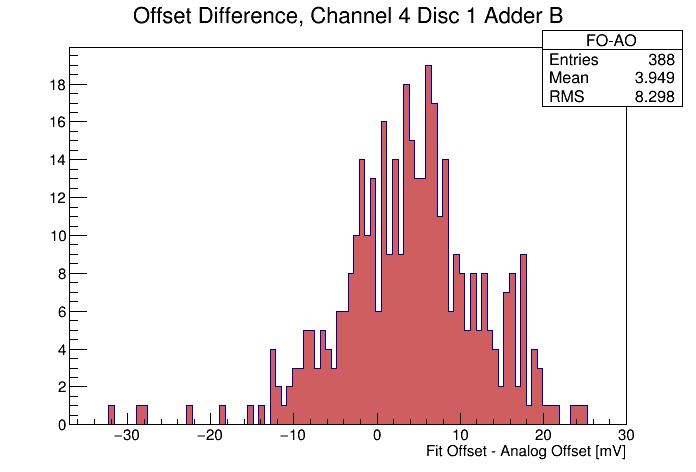 Offset Difference, Channel 4 Disc 1 Adder B
FO-AO
Entries 388
Mean 3.949
RMS 8.298
18
16
14
12
10
8
6
4
2
0
−30 −20 −10 0 10 20 30
Fit Offset - Analog Offset [mV]